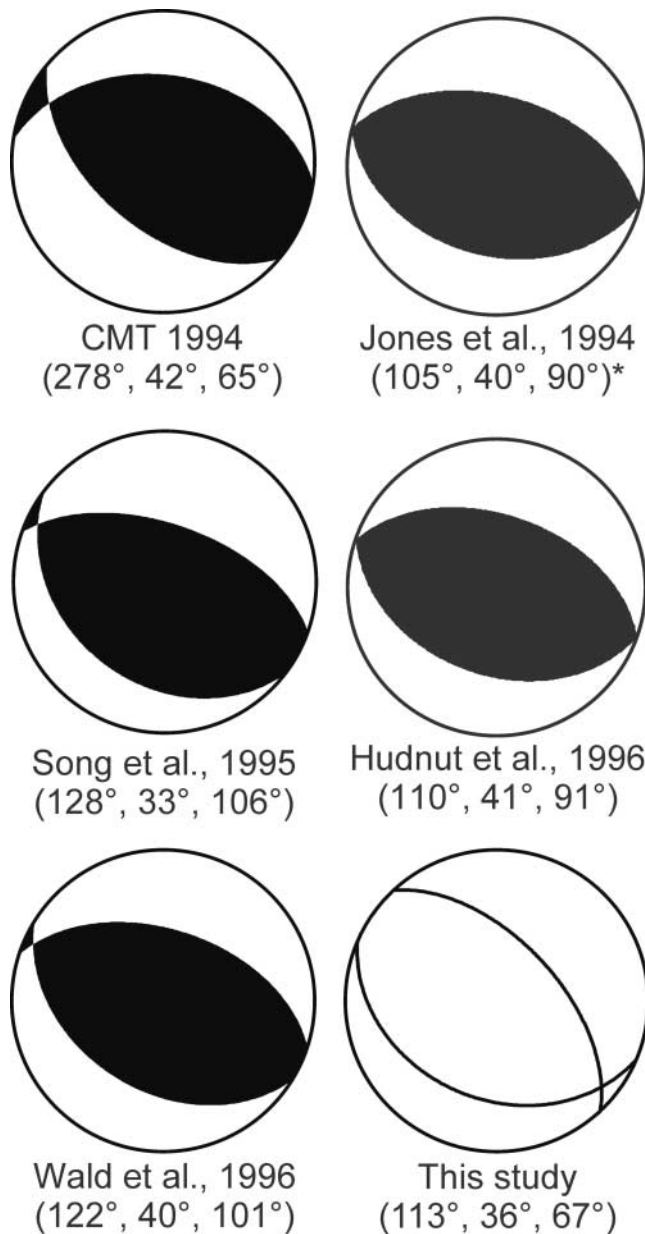 CMT 1994
(278°, 42°, 65°)
Jones et al., 1994
(105°, 40°, 90°)*
Song et al., 1995
(128°, 33°, 106°)
Hudnut et al., 1996
(110°, 41°, 91°)
Wald et al., 1996
(122°, 40°, 101°)
This study
(113°, 36°, 67°)